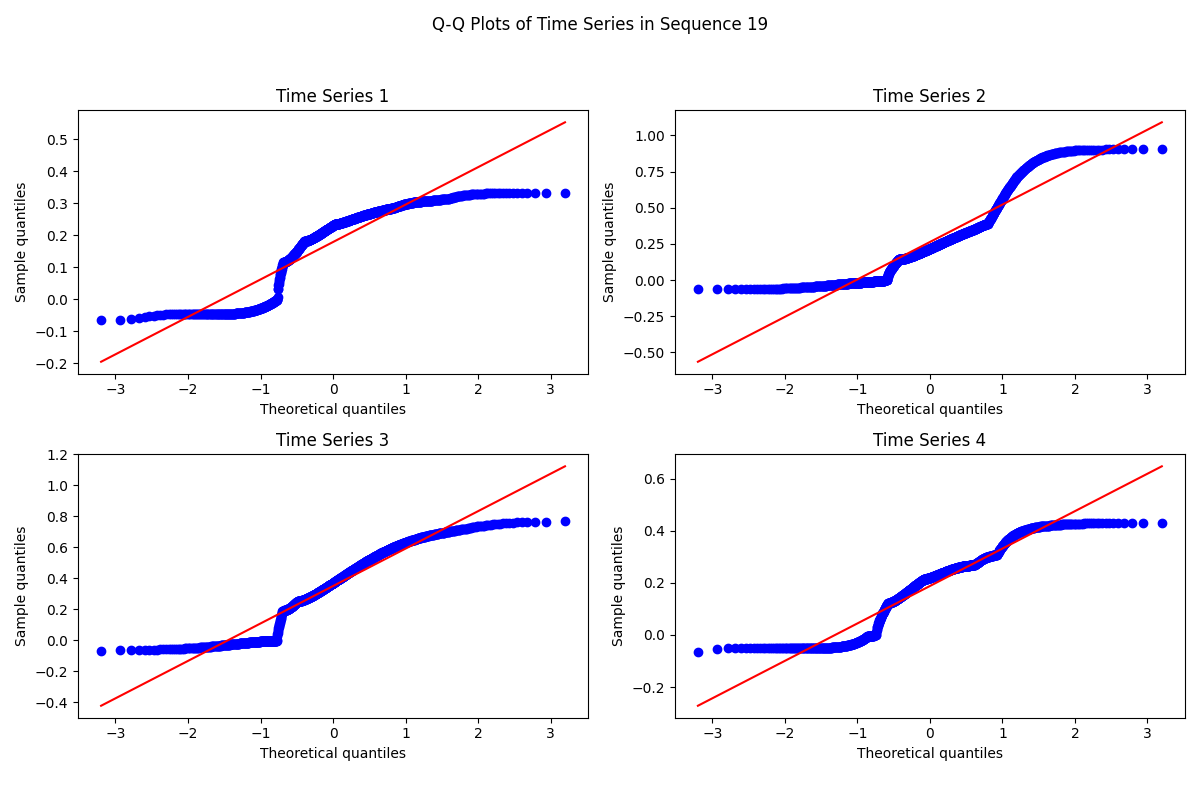 Q-Q Plots of Time Series in Sequence 19
Time Series 1
Sample quantiles
0.5
0.4
0.3
0.2
0.1
0.0
−0.1
−0.2
−3 −2 −1 0 1 2 3
Theoretical quantiles
Time Series 2
Sample quantiles
1.00
0.75
0.50
0.25
0.00
−0.25
−0.50
−3 −2 −1 0 1 2 3
Theoretical quantiles
Time Series 3
Sample quantiles
1.2
1.0
0.8
0.6
0.4
0.2
0.0
−0.2
−0.4
−3 −2 −1 0 1 2 3
Theoretical quantiles
Time Series 4
Sample quantiles
0.6
0.4
0.2
0.0
−0.2
−3 −2 −1 0 1 2 3
Theoretical quantiles